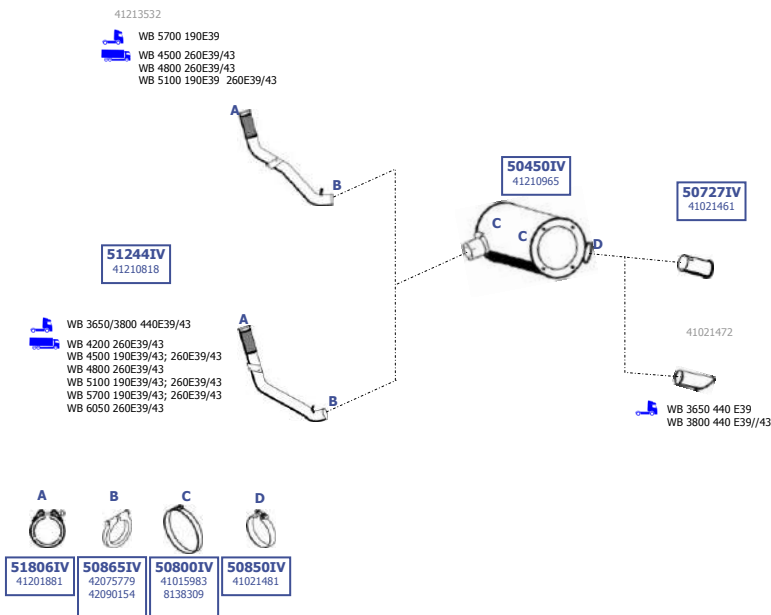 41213532
WB 5700 190E39
WB 4500 260E39/43
WB 4800 260E39/43
WB 5100 190E39 260E39/43
A
B
50450IV
41210965
50727IV
41021461
C
C
D
51244IV
41210818
WB 3650/3800 440E39/43
WB 4200 260E39/43
WB 4500 190E39/43; 260E39/43
WB 4800 260E39/43
WB 5100 190E39/43; 260E39/43
WB 5700 190E39/43; 260E39/43
WB 6050 260E39/43
A
B
41021472
WB 3650 440 E39
WB 3800 440 E39//43
A B C D
51806IV 50865IV 50800IV 50850IV
41201881 42075779 41015983 41021481
42090154 8138309